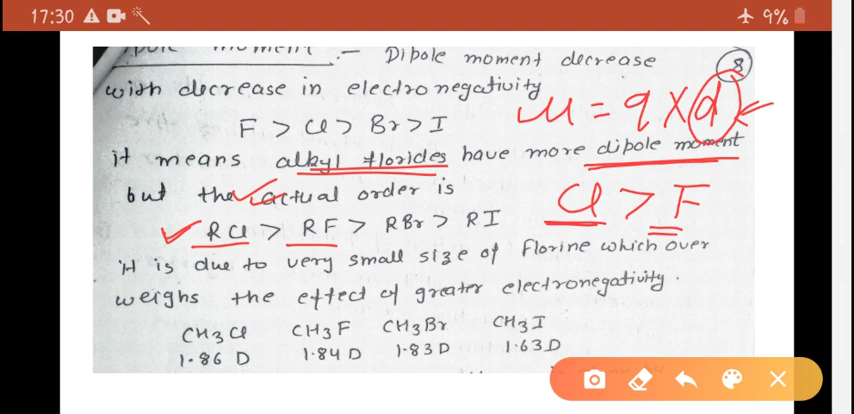 17:30
9%
:- Dipole moment decrease
8
with decrease in electronegativity
μ = q × d
F > Cl > Br > I
it means alkyl florides have more dipole moment
but the actual order is
Cl > F
RCl > RF > RBr > RI
It is due to very small size of florine which over
weighs the effect of greater electronegativity.
CH3Cl CH3F CH3Br CH3I
1.86 D 1.84 D 1.83 D 1.63 D